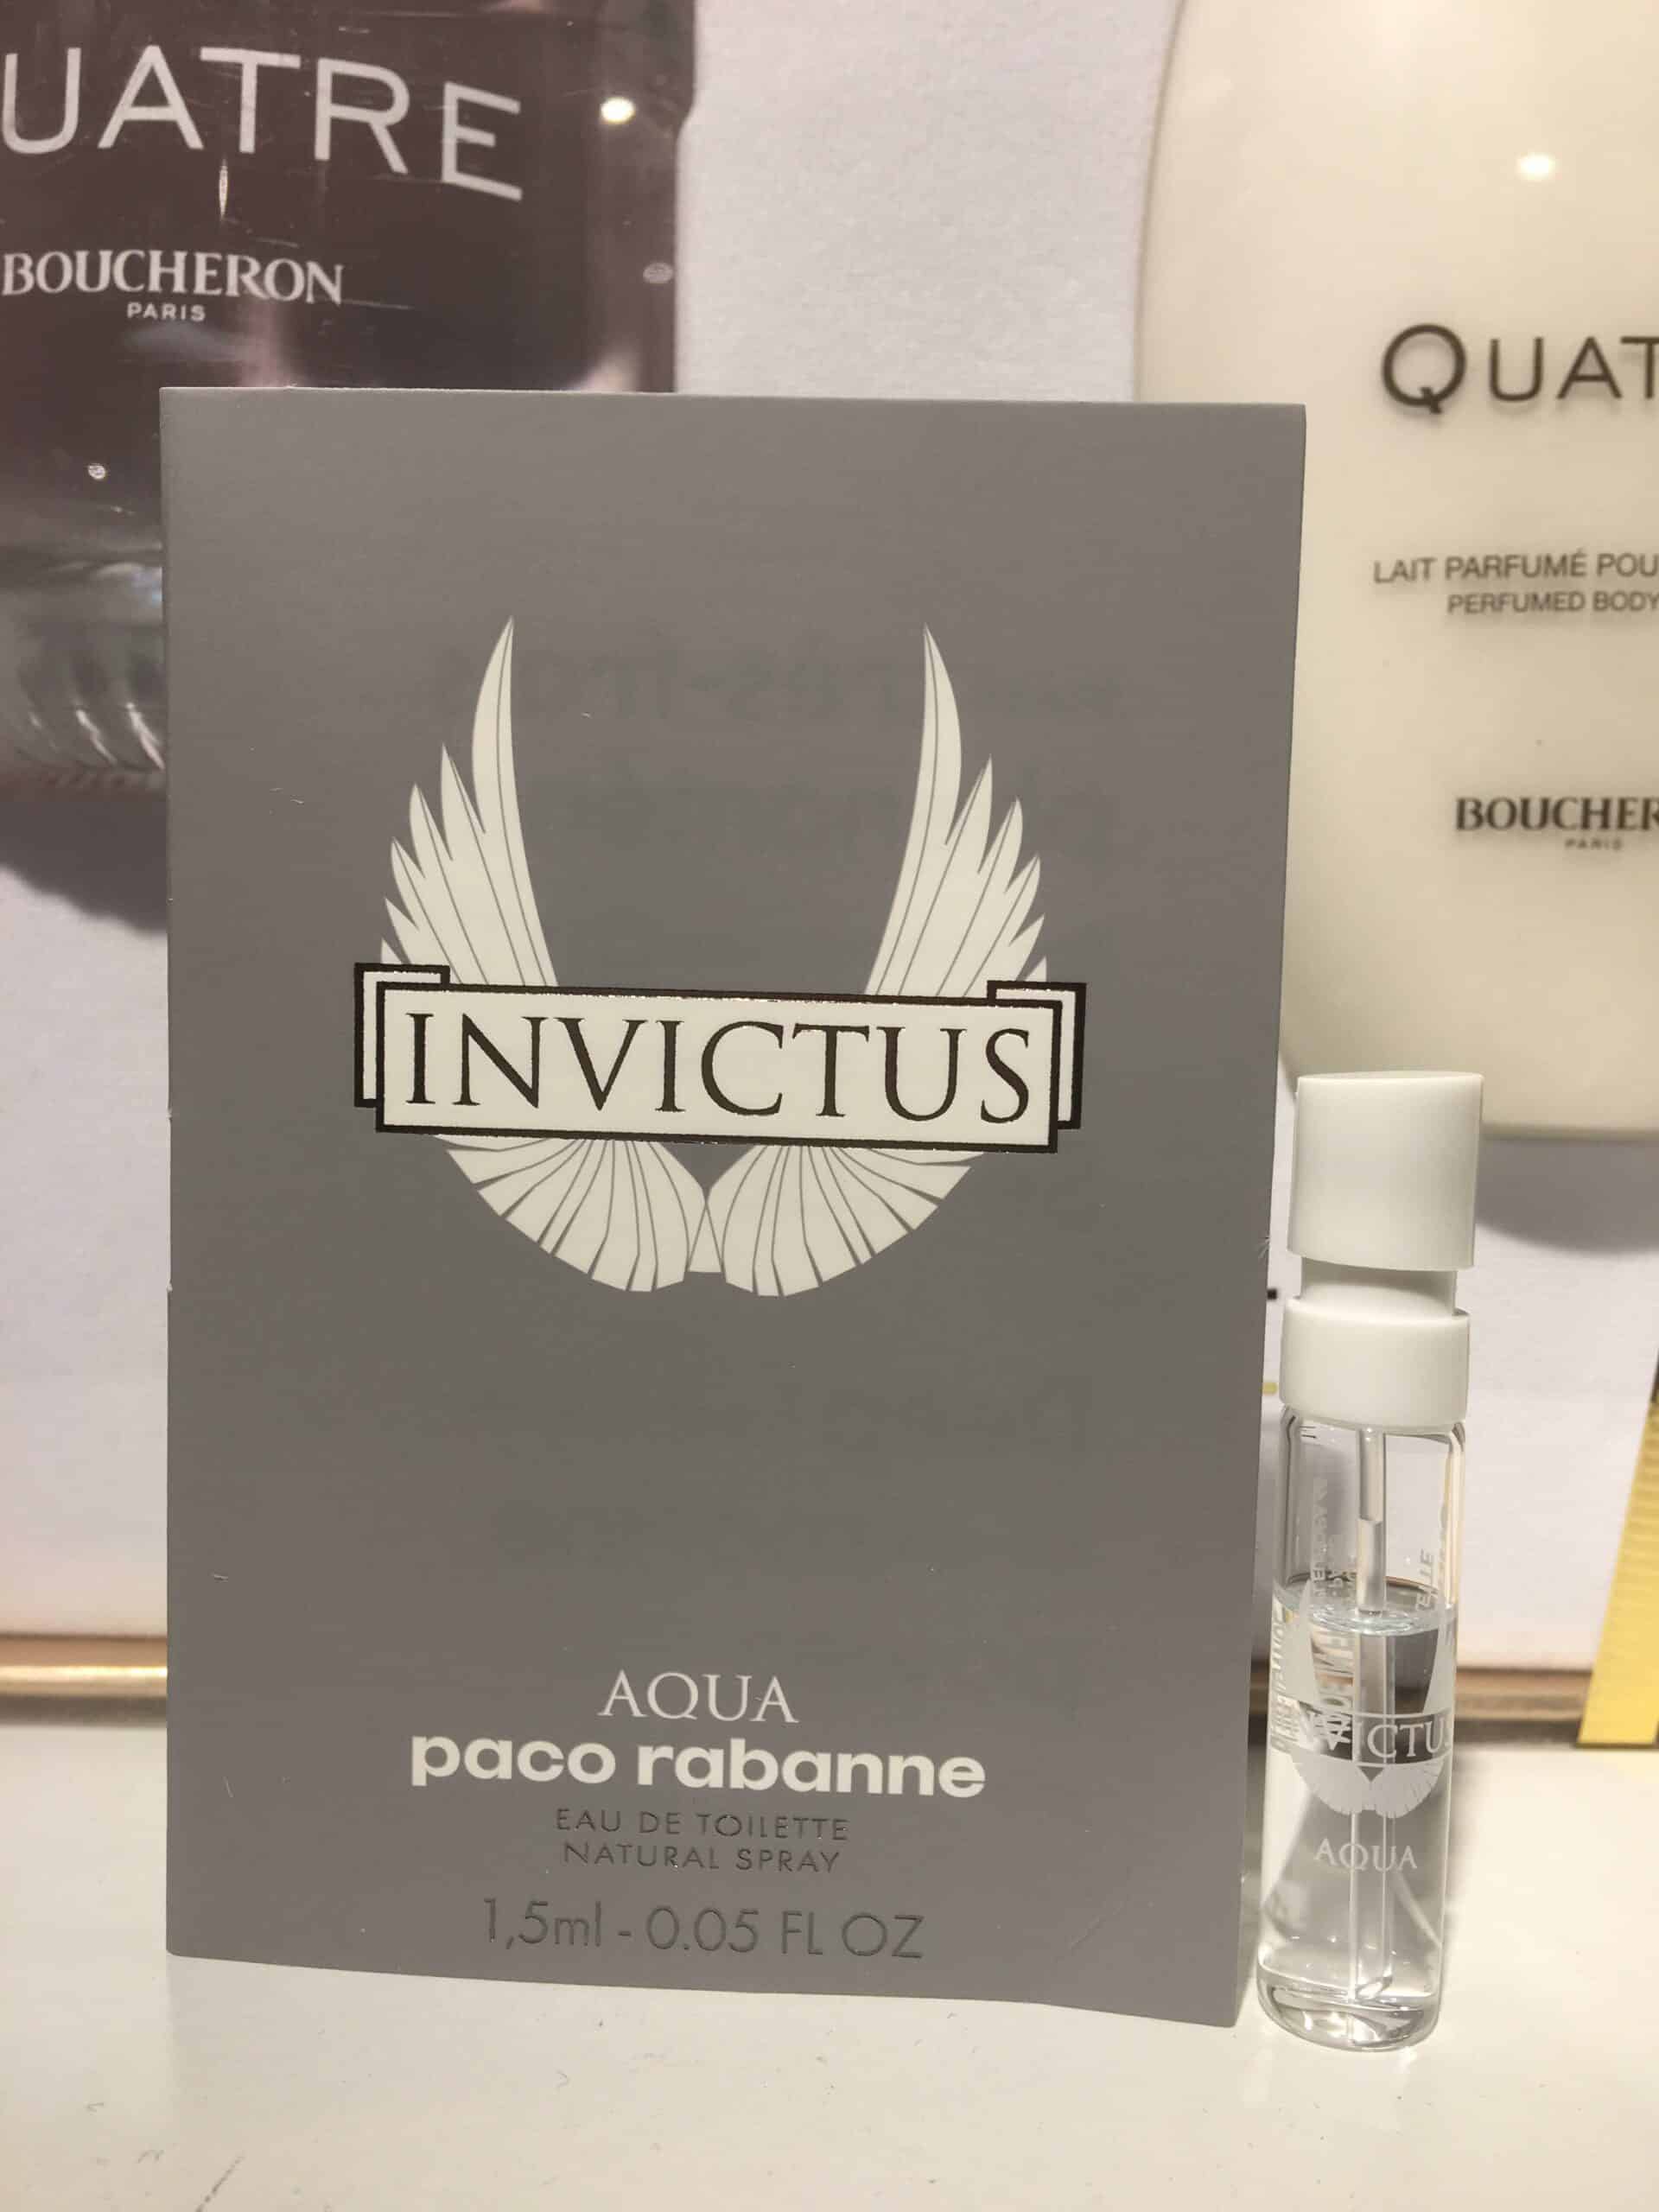 UATRE
BOUCHERON
PARIS
QUAT
LAIT PARFUMÉ POU
PERFUMED BODY
BOUCHER
PARIS
INVICTUS
AQUA
paco rabanne
EAU DE TOILETTE
NATURAL SPRAY
1,5ml - 0.05 FL OZ
INVICTUS
AQUA